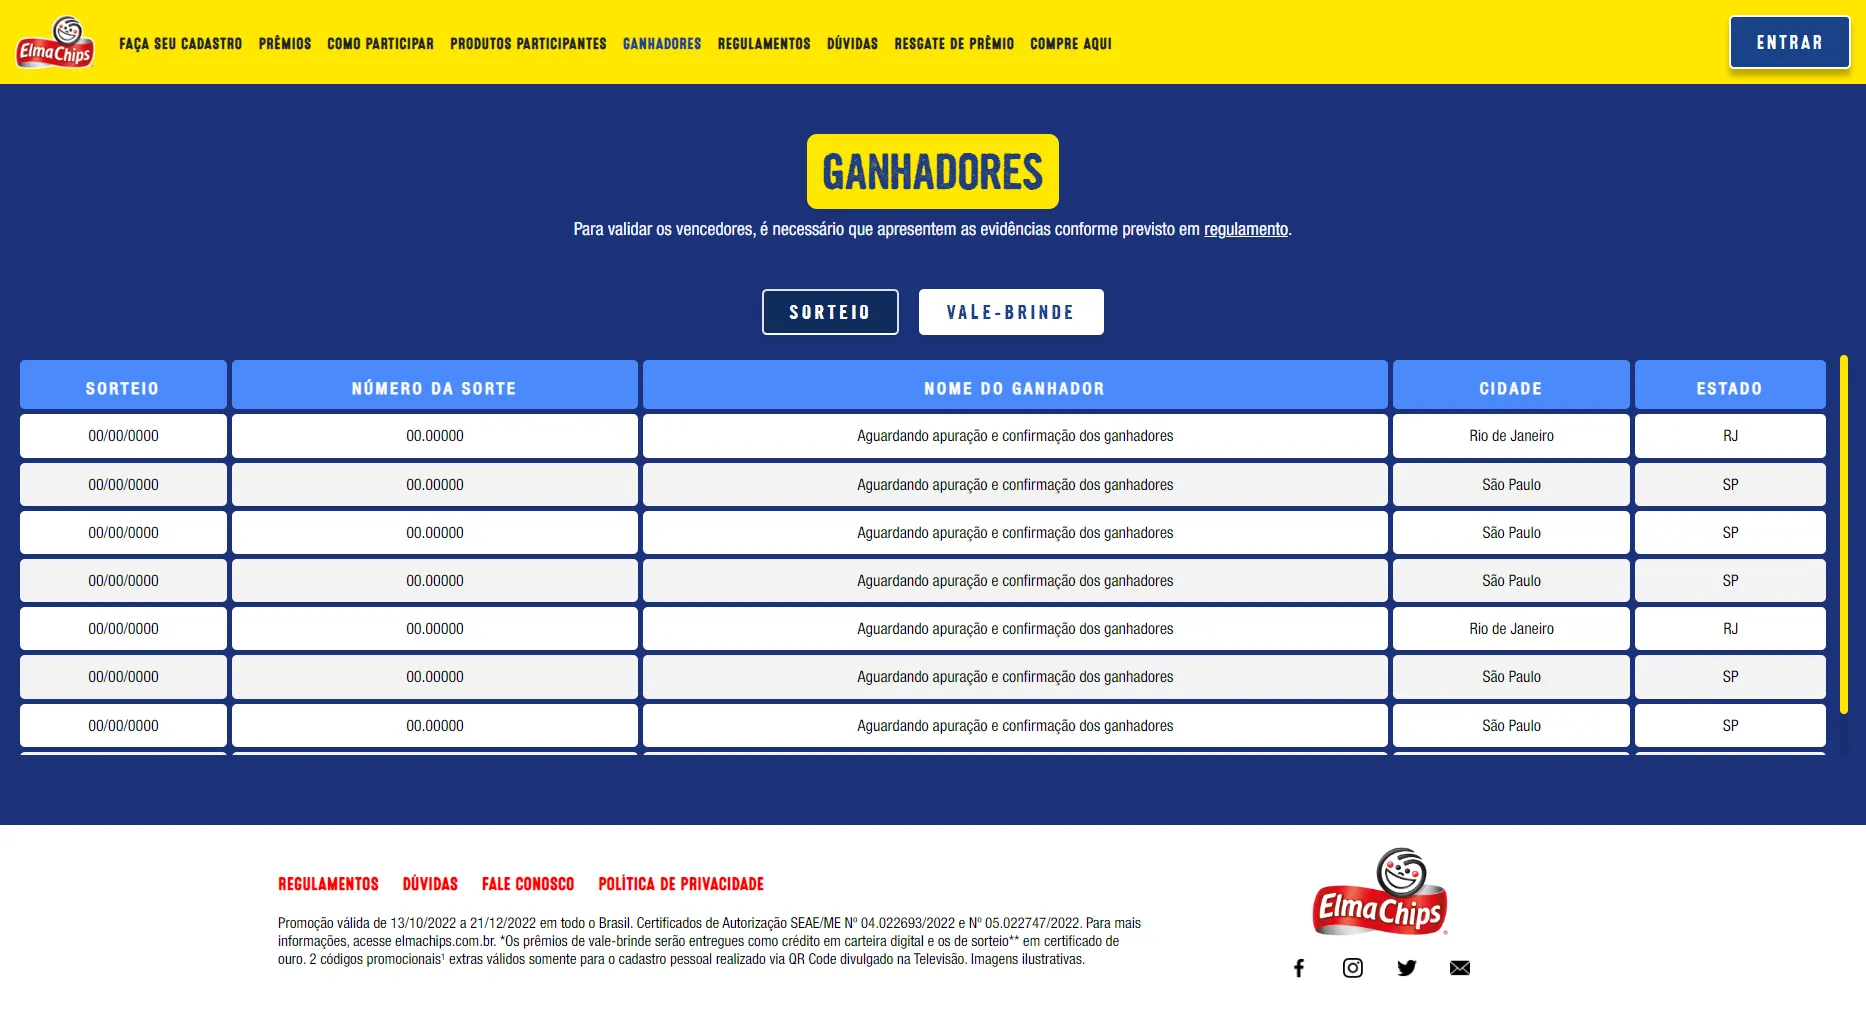 Elma Chips
FAÇA SEU CADASTRO PRÊMIOS COMO PARTICIPAR PRODUTOS PARTICIPANTES GANHADORES REGULAMENTOS DÚVIDAS RESGATE DE PRÊMIO COMPRE AQUI
ENTRAR
GANHADORES
Para validar os vencedores, é necessário que apresentem as evidências conforme previsto em regulamento.
SORTEIO VALE-BRINDE
SORTEIO NÚMERO DA SORTE NOME DO GANHADOR CIDADE ESTADO
00/00/0000 00.00000 Aguardando apuração e confirmação dos ganhadores Rio de Janeiro RJ
00/00/0000 00.00000 Aguardando apuração e confirmação dos ganhadores São Paulo SP
00/00/0000 00.00000 Aguardando apuração e confirmação dos ganhadores São Paulo SP
00/00/0000 00.00000 Aguardando apuração e confirmação dos ganhadores São Paulo SP
00/00/0000 00.00000 Aguardando apuração e confirmação dos ganhadores Rio de Janeiro RJ
00/00/0000 00.00000 Aguardando apuração e confirmação dos ganhadores São Paulo SP
00/00/0000 00.00000 Aguardando apuração e confirmação dos ganhadores São Paulo SP
REGULAMENTOS DÚVIDAS FALE CONOSCO POLÍTICA DE PRIVACIDADE
Promoção válida de 13/10/2022 a 21/12/2022 em todo o Brasil. Certificados de Autorização SEAE/ME Nº 04.022693/2022 e Nº 05.022747/2022. Para mais
informações, acesse elmachips.com.br. *Os prêmios de vale-brinde serão entregues como crédito em carteira digital e os de sorteio** em certificado de
ouro. 2 códigos promocionais¹ extras válidos somente para o cadastro pessoal realizado via QR Code divulgado na Televisão. Imagens ilustrativas.
Elma Chips